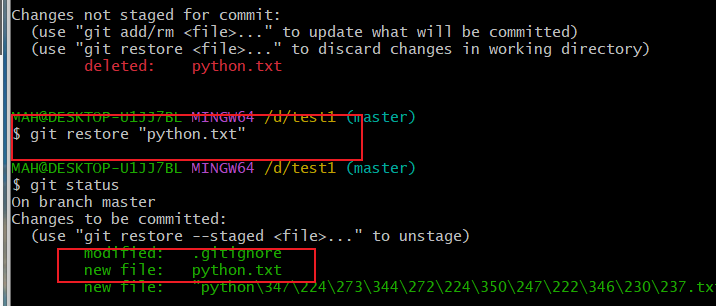 Changes not staged for commit:
(use "git add/rm <file>..." to update what will be committed)
(use "git restore <file>..." to discard changes in working directory)
deleted: python.txt
MAH@DESKTOP-U1JJ7BL MINGW64 /d/test1 (master)
$ git restore "python.txt"
MAH@DESKTOP-U1JJ7BL MINGW64 /d/test1 (master)
$ git status
On branch master
Changes to be committed:
(use "git restore --staged <file>..." to unstage)
modified: .gitignore
new file: python.txt
new file: "python\347\224\273\344\272\224\350\247\222\346\230\237.tx